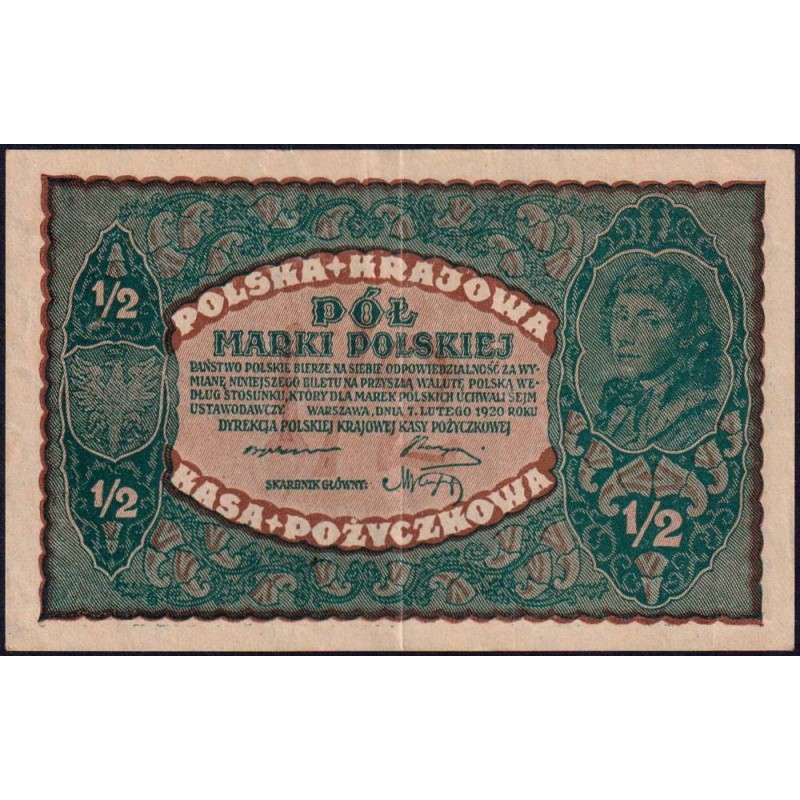 POLSKA + KRAJOWA
1/2
PÓŁ
MARKI POLSKIEJ
PAŃSTWO POLSKIE BIERZE NA SIEBIE ODPOWIEDZIALNOŚĆ ZA WY-
MIANĘ NINIEJSZEGO BILETU NA PRZYSZŁĄ WALUTĘ POLSKĄ WE-
DŁUG STOSUNKU, KTÓRY DLA MAREK POLSKICH UCHWALI SEJM
USTAWODAWCZY. WARSZAWA, DNIA 7. LUTEGO 1920 ROKU
DYREKCJA POLSKIEJ KRAJOWEJ KASY POŻYCZKOWEJ
SKARBNIK GŁÓWNY:
1/2
1/2
KASA + POŻYCZKOWA